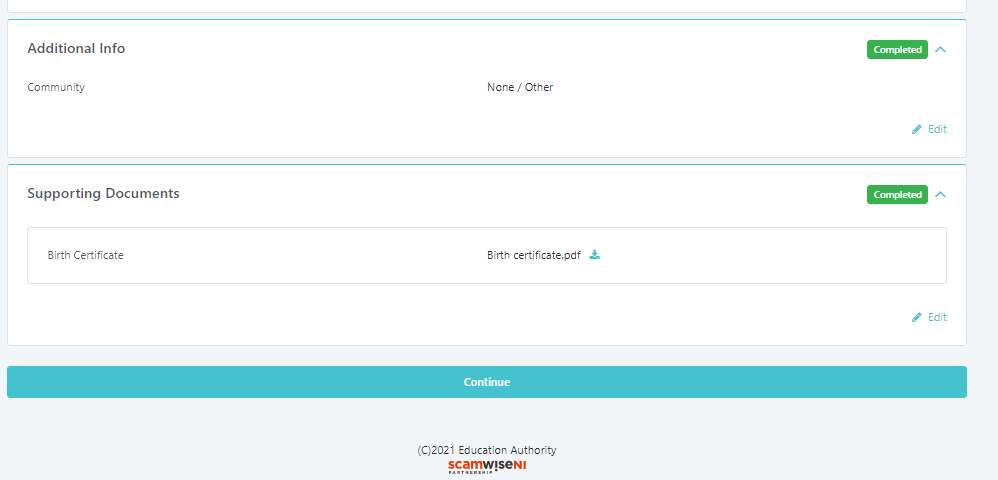 Additional Info Completed
Community None / Other
Edit
Supporting Documents Completed
Birth Certificate Birth certificate.pdf
Edit
Continue
(C)2021 Education Authority
scamwiseNI
PARTNERSHIP